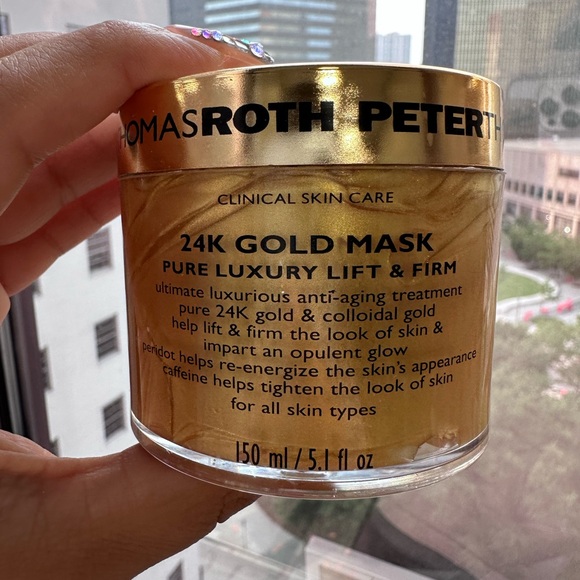 HOMASROTH PETERTH
CLINICAL SKIN CARE
24K GOLD MASK
PURE LUXURY LIFT & FIRM
ultimate luxurious anti-aging treatment
pure 24K gold & colloidal gold
help lift & firm the look of skin &
impart an opulent glow
peridot helps re-energize the skin's appearance
caffeine helps tighten the look of skin
for all skin types
150 ml / 5.1 fl oz